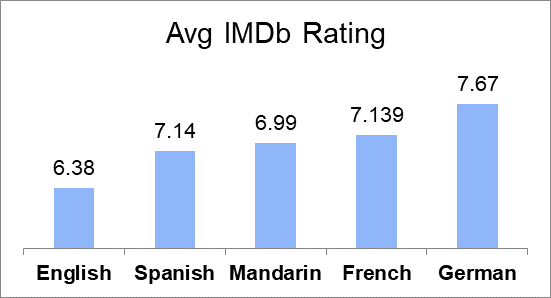 Avg IMDb Rating
6.38
7.14
6.99
7.139
7.67
English Spanish Mandarin French German